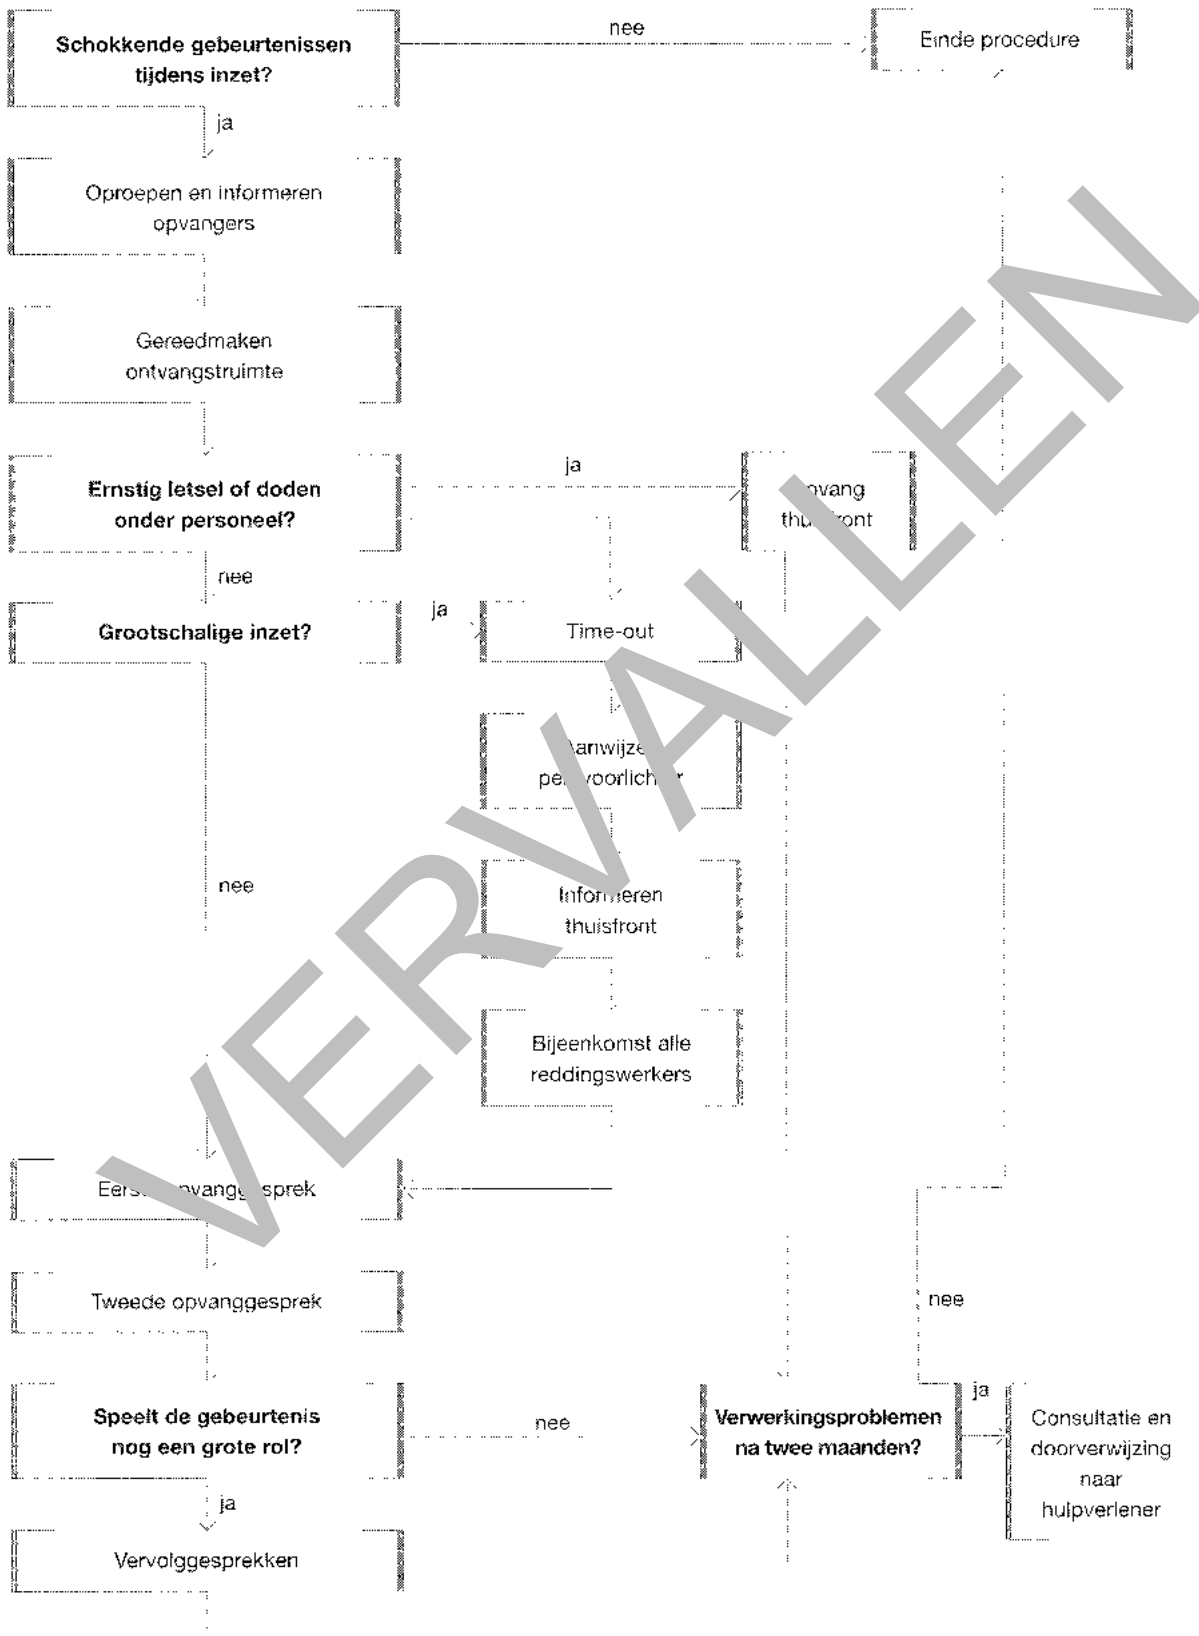 Schokkende gebeurtenissen
tijdens inzet?
nee
Einde procedure
ja
Oproepen en informeren
opvangers
Gereedmaken
ontvangstruimte
Ernstig letsel of doden
onder personeel?
ja
thuisfront
nee
Grootschalige inzet?
ja
Time-out
nee
Informeren
thuisfront
Bijeenkomst alle
reddingswerkers
Tweede opvanggesprek
nee
Speelt de gebeurtenis
nog een grote rol?
nee
Verwerkingsproblemen
na twee maanden?
ja
Consultatie en
doorverwijzing
naar
hulpverlener
ja
Vervolggesprekken
VERVALLEN